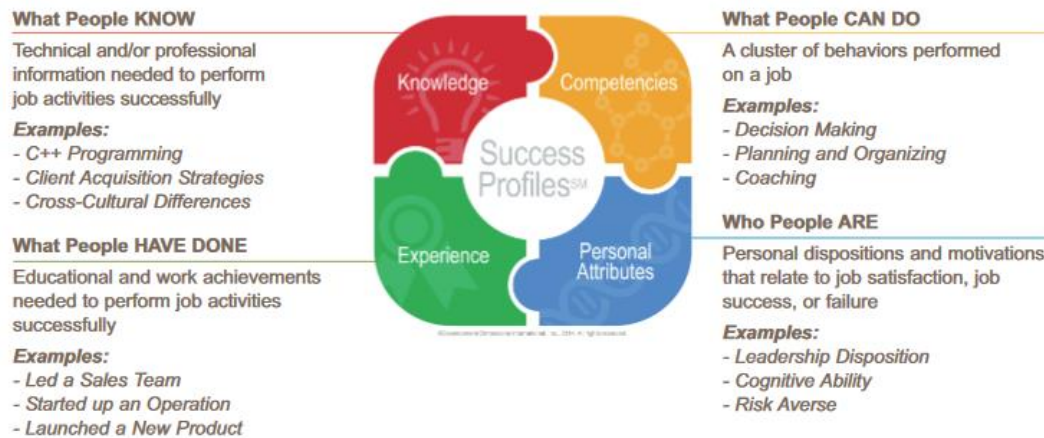 What People KNOW
Technical and/or professional
information needed to perform
job activities successfully
Examples:
- C++ Programming
- Client Acquisition Strategies
- Cross-Cultural Differences
What People HAVE DONE
Educational and work achievements
needed to perform job activities
successfully
Examples:
- Led a Sales Team
- Started up an Operation
- Launched a New Product
Knowledge
Competencies
Success
Profiles℠
Experience
Personal
Attributes
What People CAN DO
A cluster of behaviors performed
on a job
Examples:
- Decision Making
- Planning and Organizing
- Coaching
Who People ARE
Personal dispositions and motivations
that relate to job satisfaction, job
success, or failure
Examples:
- Leadership Disposition
- Cognitive Ability
- Risk Averse